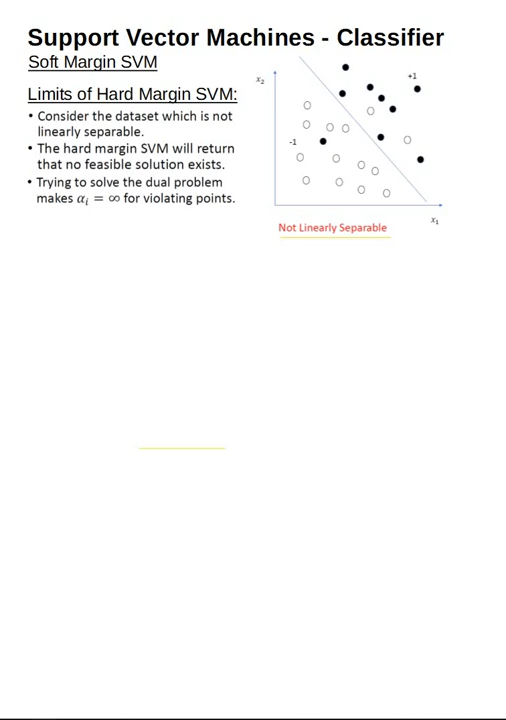 Support Vector Machines - Classifier
Soft Margin SVM
Limits of Hard Margin SVM:
• Consider the dataset which is not
linearly separable.
• The hard margin SVM will return
that no feasible solution exists.
• Trying to solve the dual problem
makes αᵢ = ∞ for violating points.
x₂
+1
-1
x₁
Not Linearly Separable